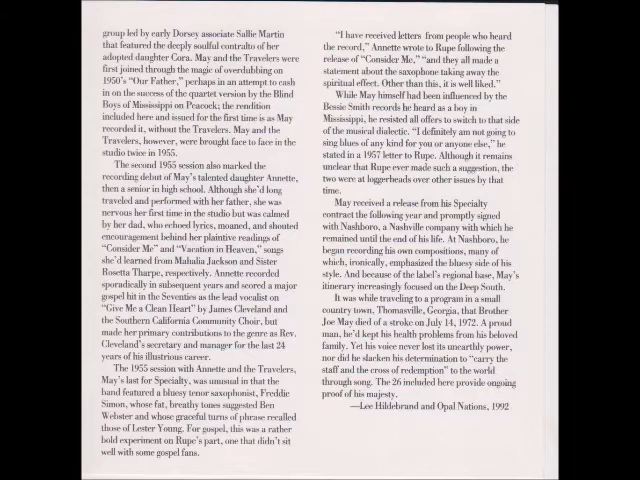 group led by early Dorsey associate Sallie Martin
that featured the deeply soulful contralto of her
adopted daughter Cora. May and the Travelers were
first joined through the magic of overdubbing on
1950's "Our Father," perhaps in an attempt to cash
in on the success of the quartet version by the Blind
Boys of Mississippi on Peacock; the rendition
included here and issued for the first time is as May
recorded it, without the Travelers. May and the
Travelers, however, were brought face to face in the
studio twice in 1955.
The second 1955 session also marked the
recording debut of May's talented daughter Annette,
then a senior in high school. Although she'd long
traveled and performed with her father, she was
nervous her first time in the studio but was calmed
by her dad, who echoed lyrics, moaned, and shouted
encouragement behind her plaintive readings of
"Consider Me" and "Vacation in Heaven," songs
she'd learned from Mahalia Jackson and Sister
Rosetta Tharpe, respectively. Annette recorded
sporadically in subsequent years and scored a major
gospel hit in the Seventies as the lead vocalist on
"Give Me a Clean Heart" by James Cleveland and
the Southern California Community Choir, but
made her primary contributions to the genre as Rev.
Cleveland's secretary and manager for the last 24
years of his illustrious career.
The 1955 session with Annette and the Travelers,
May's last for Specialty, was unusual in that the
band featured a bluesy tenor saxophonist, Freddie
Simon, whose fat, breathy tones suggested Ben
Webster and whose graceful turns of phrase recalled
those of Lester Young. For gospel, this was a rather
bold experiment on Rupe's part, one that didn't sit
well with some gospel fans.
"I have received letters from people who heard
the record," Annette wrote to Rupe following the
release of "Consider Me," "and they all made a
statement about the saxophone taking away the
spiritual effect. Other than this, it is well liked."
While May himself had been influenced by the
Bessie Smith records he heard as a boy in
Mississippi, he resisted all offers to switch to that side
of the musical dialectic. "I definitely am not going to
sing blues of any kind for you or anyone else," he
stated in a 1957 letter to Rupe. Although it remains
unclear that Rupe ever made such a suggestion, the
two were at loggerheads over other issues by that
time.
May received a release from his Specialty
contract the following year and promptly signed
with Nashboro, a Nashville company with which he
remained until the end of his life. At Nashboro, he
began recording his own compositions, many of
which, ironically, emphasized the bluesy side of his
style. And because of the label's regional base, May's
itinerary increasingly focused on the Deep South.
It was while traveling to a program in a small
country town, Thomasville, Georgia, that Brother
Joe May died of a stroke on July 14, 1972. A proud
man, he'd kept his health problems from his beloved
family. Yet his voice never lost its unearthly power,
nor did he slacken his determination to "carry the
staff and the cross of redemption" to the world
through song. The 26 included here provide ongoing
proof of his majesty.
—Lee Hildebrand and Opal Nations, 1992